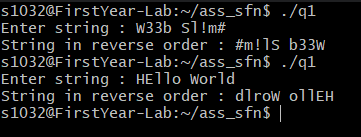 s1032@FirstYear-Lab:~/ass_sfn$ ./q1
Enter string : W33b Sl!m#
String in reverse order : #m!lS b33W
s1032@FirstYear-Lab:~/ass_sfn$ ./q1
Enter string : HEllo World
String in reverse order : dlroW ollEH
s1032@FirstYear-Lab:~/ass_sfn$